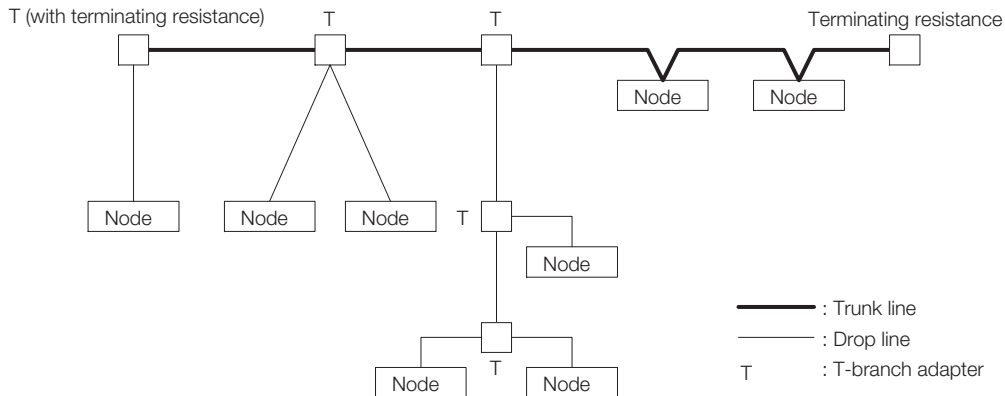 T (with terminating resistance)
T
T
Terminating resistance
Node
Node
Node
Node
Node
T
Node
: Trunk line
: Drop line
T : T-branch adapter
T
Node
Node